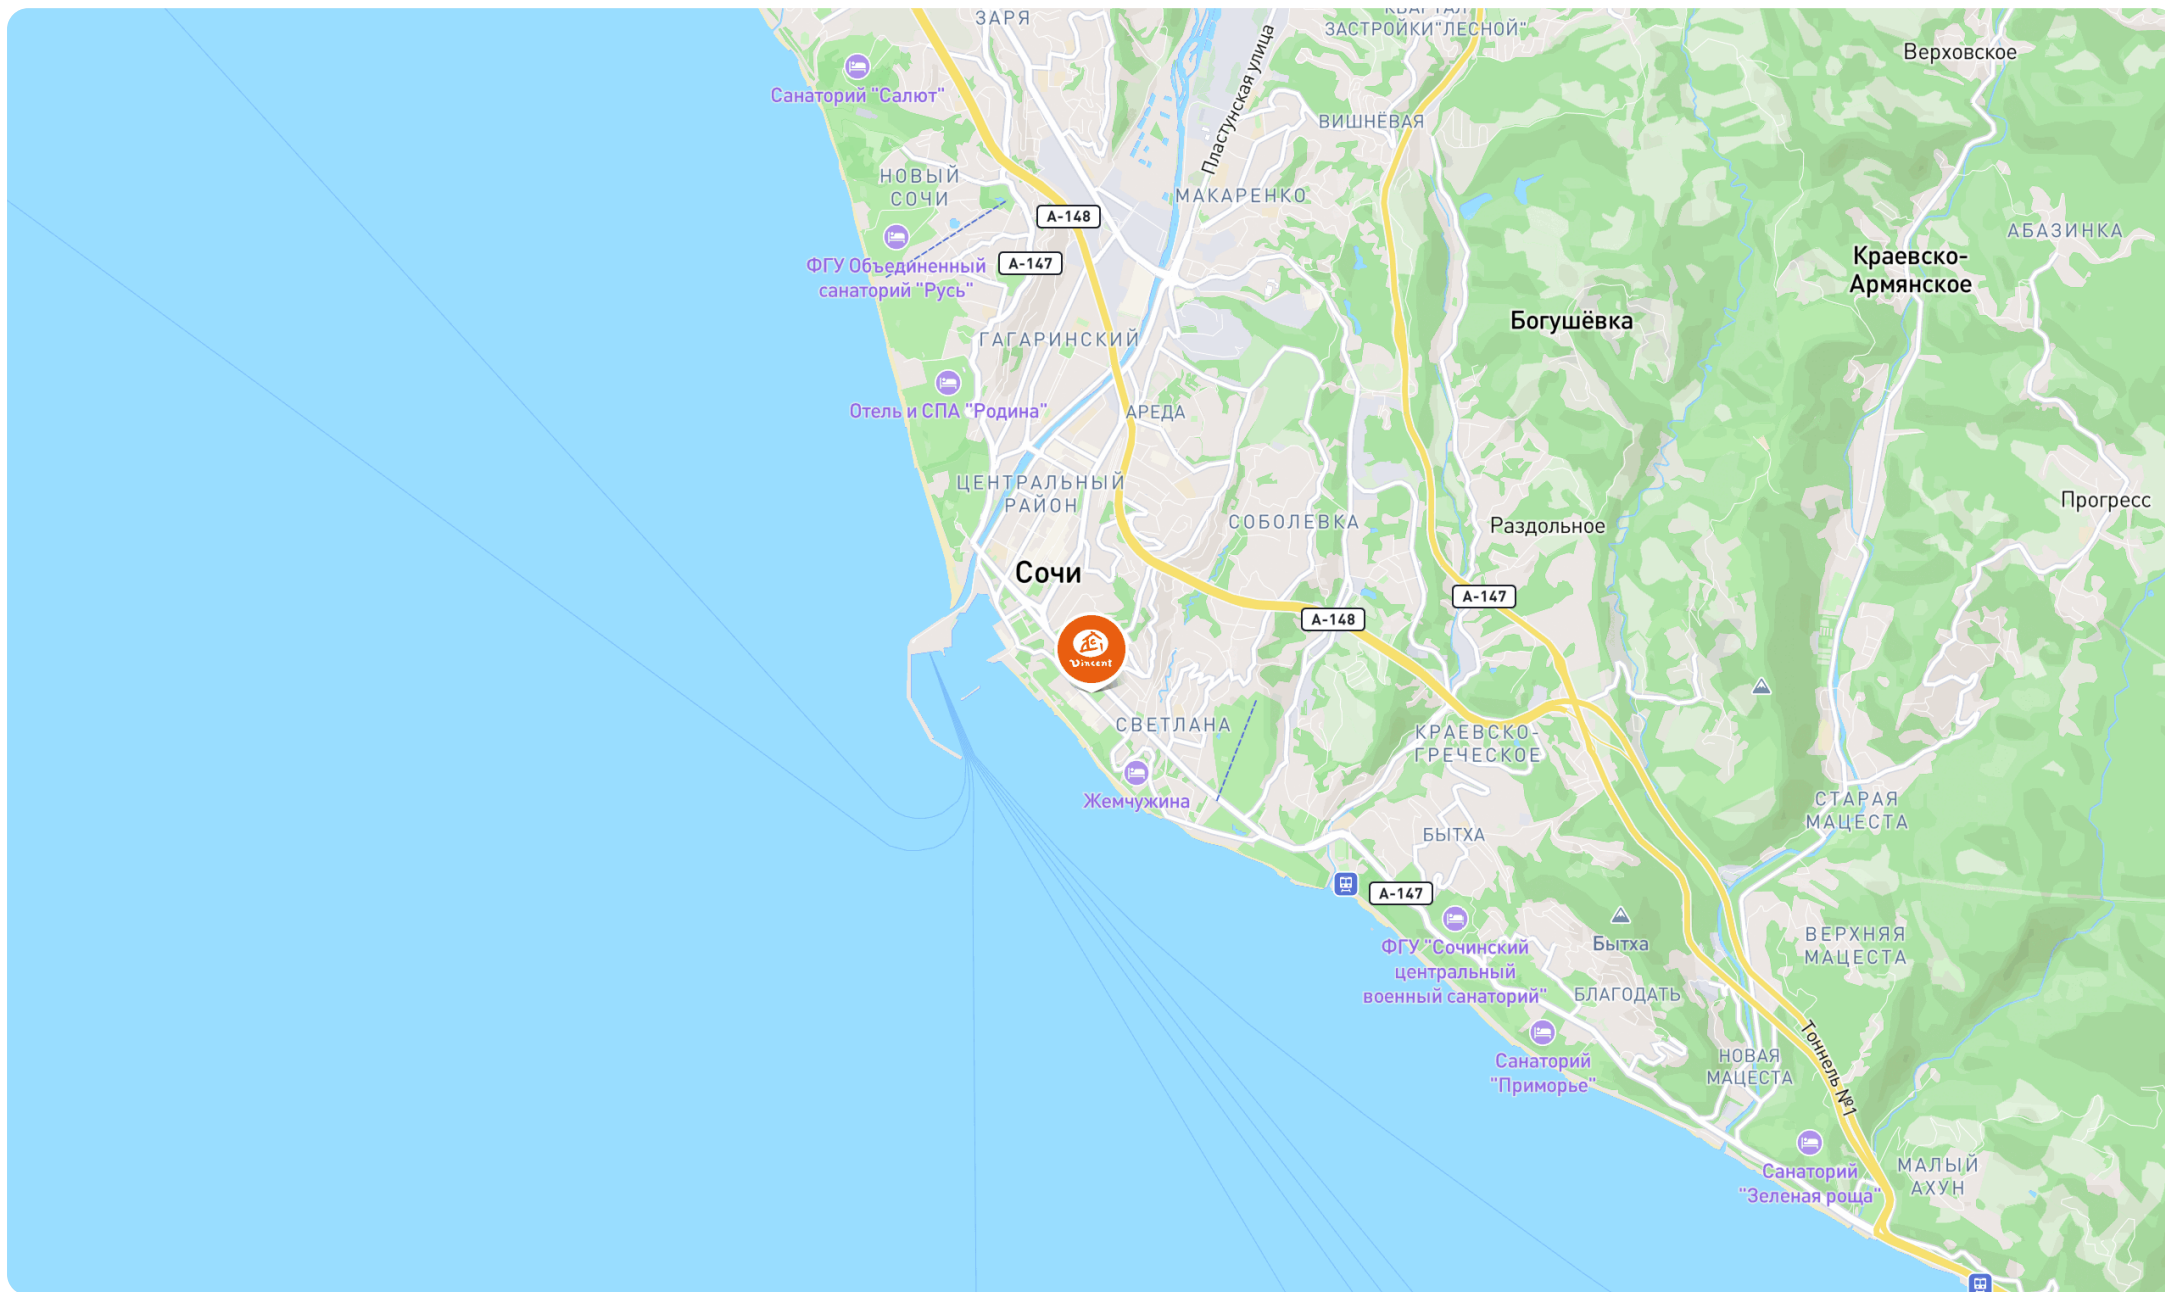 ЗАРЯ
КВАРТАЛ
ЗАСТРОЙКИ"ЛЕСНОЙ"
Верховское
Санаторий "Салют"
Пластунская улица
ВИШНЁВАЯ
НОВЫЙ
СОЧИ
МАКАРЕНКО
А-148
АБАЗИНКА
ФГУ Объединенный
санаторий "Русь"
А-147
Краевско-
Армянское
Богушёвка
ГАГАРИНСКИЙ
Отель и СПА "Родина"
АРЕДА
ЦЕНТРАЛЬНЫЙ
РАЙОН
Прогресс
СОБОЛЕВКА
Раздольное
Сочи
А-147
А-148
Vincent
СВЕТЛАНА
КРАЕВСКО-
ГРЕЧЕСКОЕ
Жемчужина
СТАРАЯ
МАЦЕСТА
БЫТХА
А-147
ФГУ "Сочинский
центральный
военный санаторий"
Бытха
ВЕРХНЯЯ
МАЦЕСТА
БЛАГОДАТЬ
Санаторий
"Приморье"
НОВАЯ
МАЦЕСТА
Тоннель №1
Санаторий
"Зеленая роща"
МАЛЫЙ
АХУН